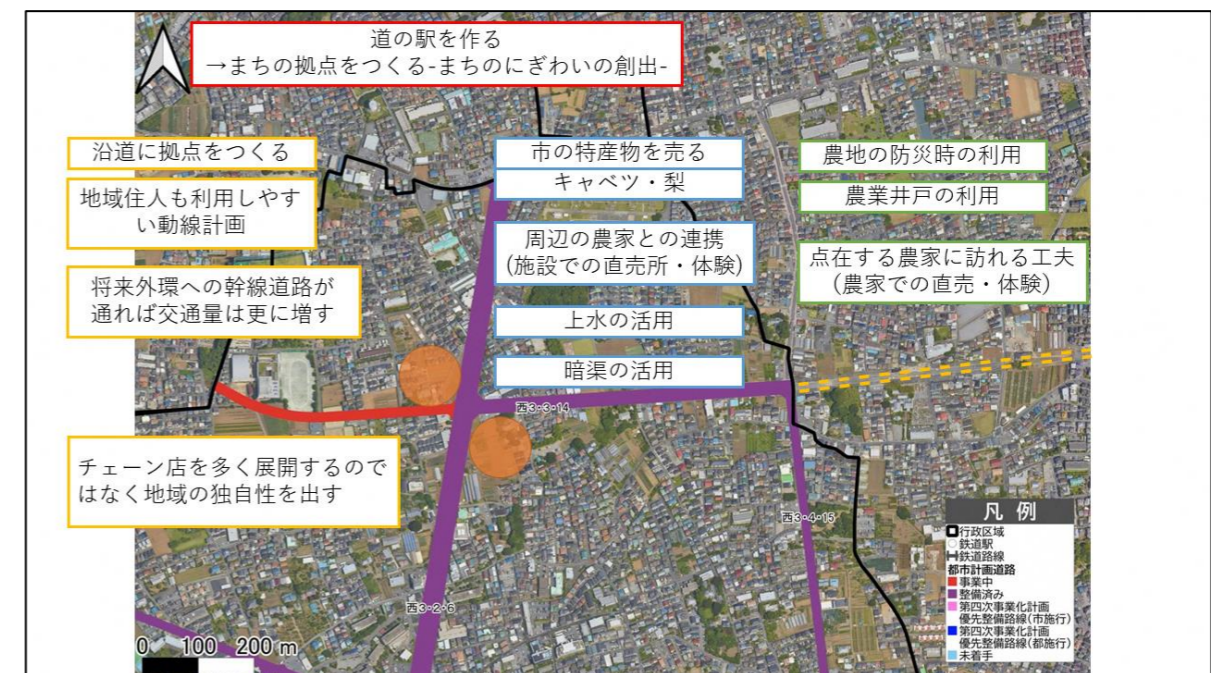 道の駅を作る
→まちの拠点をつくる-まちのにぎわいの創出-
沿道に拠点をつくる
地域住人も利用しやす
い動線計画
将来外環への幹線道路が
通れば交通量は更に増す
チェーン店を多く展開するので
はなく地域の独自性を出す
市の特産物を売る
キャベツ・梨
周辺の農家との連携
(施設での直売所・体験)
上水の活用
暗渠の活用
農地の防災時の利用
農業井戸の利用
点在する農家に訪れる工夫
(農家での直売・体験)
西3・3・14
西3・4・15
西3・2・6
0 100 200 m
凡 例
行政区域
鉄道駅
鉄道路線
都市計画道路
事業中
整備済み
第四次事業化計画
優先整備路線(市施行)
第四次事業化計画
優先整備路線(都施行)
未着手